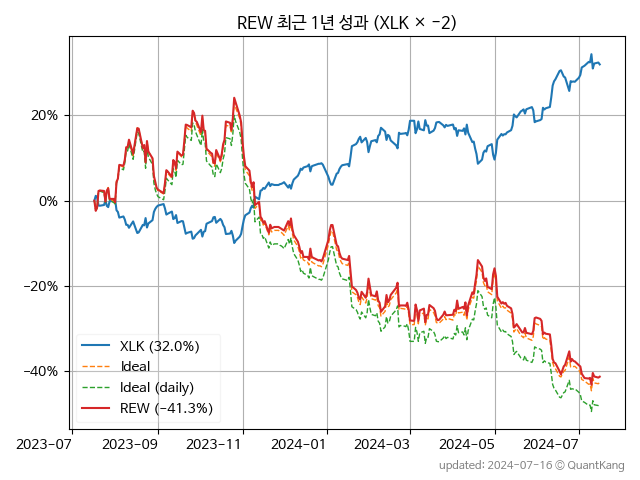 REW 최근 1년 성과 (XLK × −2)
20%
0%
−20%
−40%
XLK (32.0%)
Ideal
Ideal (daily)
REW (−41.3%)
2023-07
2023-09
2023-11
2024-01
2024-03
2024-05
2024-07
updated: 2024-07-16 © QuantKang